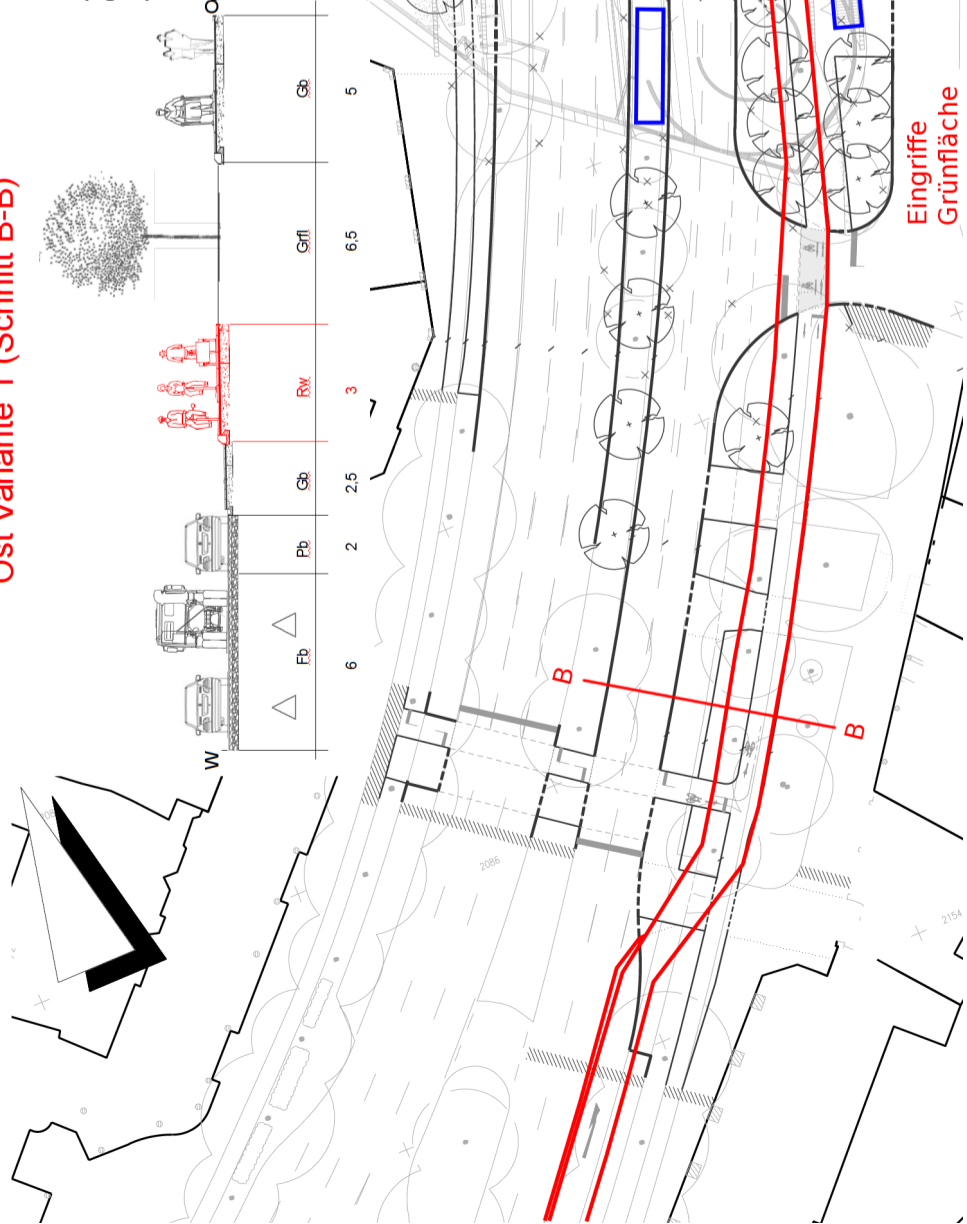 Ost Variante 1 (Schnitt B-B)
W
O
Fb
Pb
Gb
Rw
Grfl
Gb
6
2
2,5
3
6,5
5
B
B
2086
2154
Eingriffe
Grünfläche